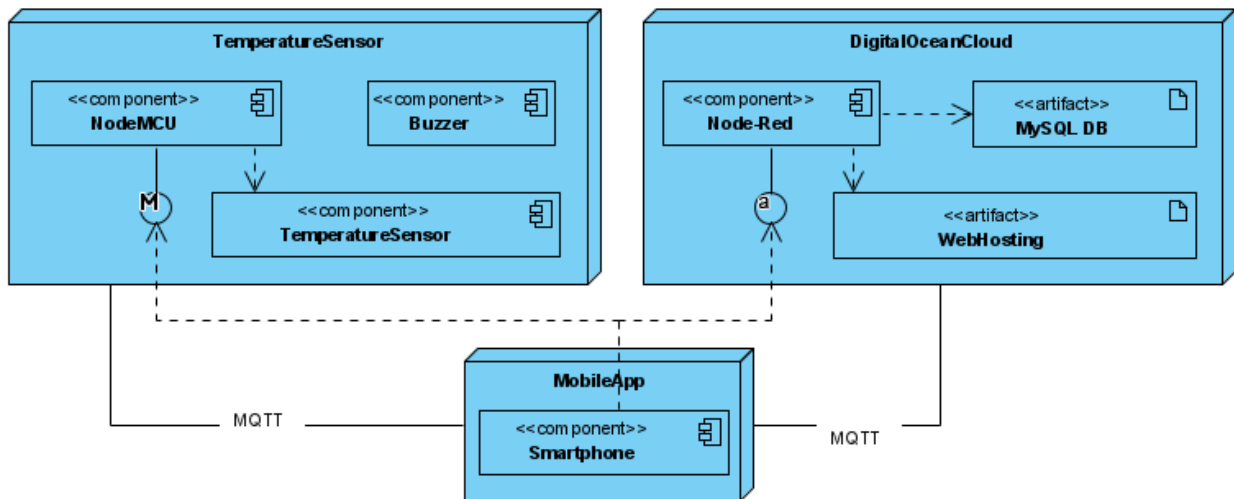 TemperatureSensor
<<component>>
NodeMCU
<<component>>
Buzzer
M
<<component>>
TemperatureSensor
DigitalOceanCloud
<<component>>
Node-Red
<<artifact>>
MySQL DB
a
<<artifact>>
WebHosting
MobileApp
<<component>>
Smartphone
MQTT
MQTT